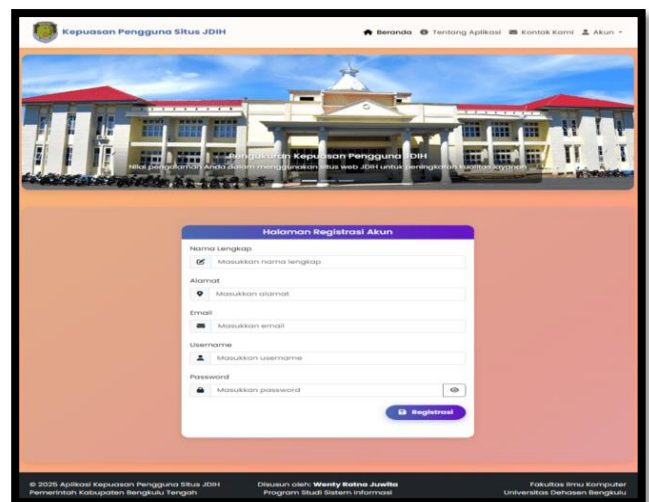 Kepuasan Pengguna Situs JDIH
Beranda Tentang Aplikasi Kontak Kami Akun
Pengukuran Kepuasan Pengguna JDIH
Nilai pengalaman Anda dalam menggunakan situs web JDIH untuk peningkatan kualitas layanan
Halaman Registrasi Akun
Nama Lengkap
Masukkan nama lengkap
Alamat
Masukkan alamat
Email
Masukkan email
Username
Masukkan username
Password
Masukkan password
Registrasi
© 2025 Aplikasi Kepuasan Pengguna Situs JDIH
Pemerintah Kabupaten Bengkulu Tengah
Disusun oleh: Wenty Ratna Juwita
Program Studi Sistem Informasi
Fakultas Ilmu Komputer
Universitas Dehasen Bengkulu